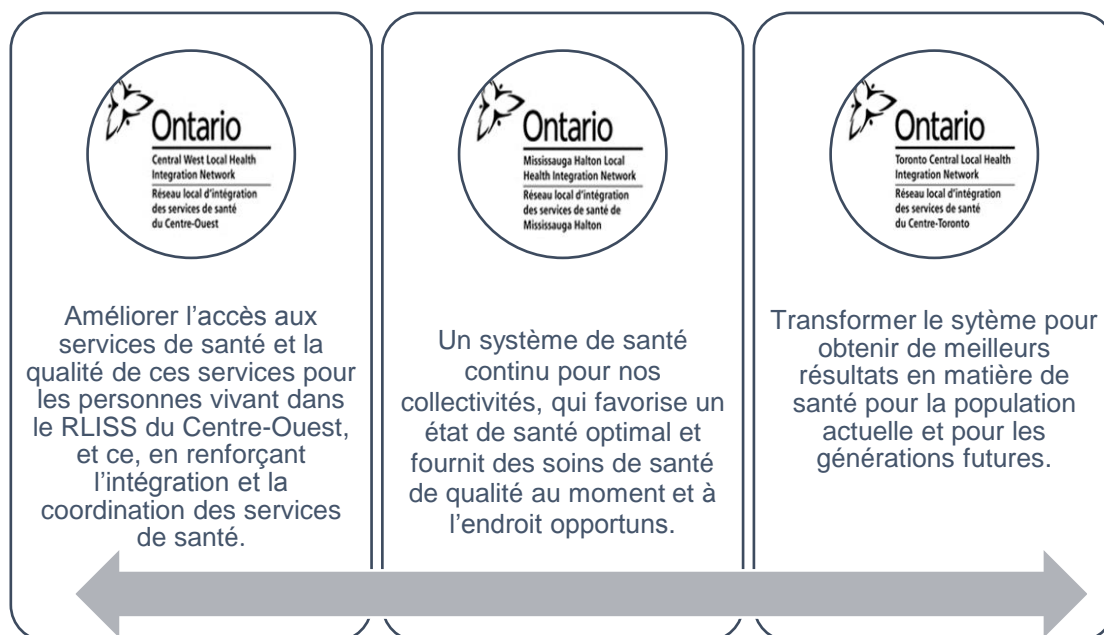 Ontario
Central West Local Health
Integration Network
Réseau local d'intégration
des services de santé
du Centre-Ouest
Améliorer l’accès aux
services de santé et la
qualité de ces services pour
les personnes vivant dans
le RLISS du Centre-Ouest,
et ce, en renforçant
l’intégration et la
coordination des services
de santé.
Ontario
Mississauga Halton Local
Health Integration Network
Réseau local d'intégration
des services de santé de
Mississauga Halton
Un système de santé
continu pour nos
collectivités, qui favorise un
état de santé optimal et
fournit des soins de santé
de qualité au moment et à
l’endroit opportuns.
Ontario
Toronto Central Local Health
Integration Network
Réseau local d'intégration
des services de santé
du Centre-Toronto
Transformer le sytème pour
obtenir de meilleurs
résultats en matière de
santé pour la population
actuelle et pour les
générations futures.